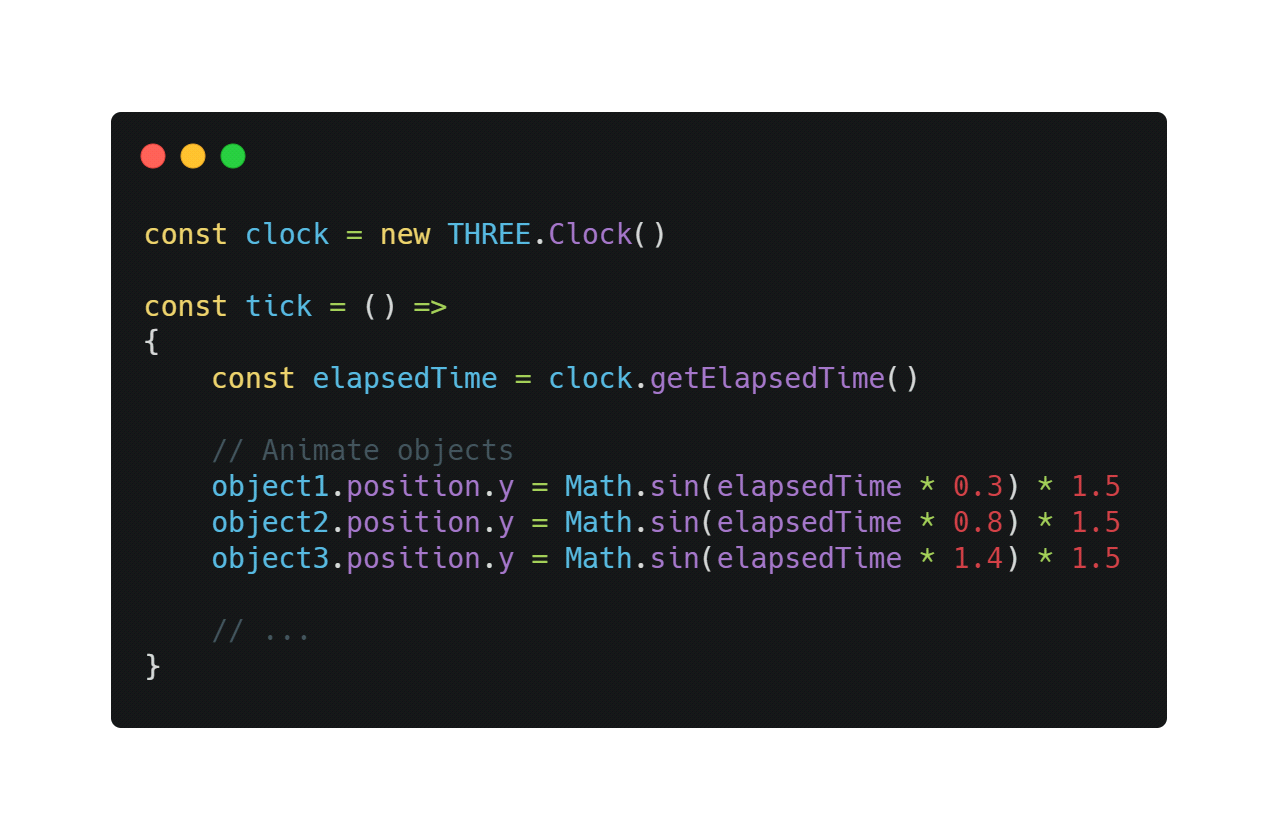 const clock = new THREE.Clock()
const tick = () =>
{
    const elapsedTime = clock.getElapsedTime()
    // Animate objects
    object1.position.y = Math.sin(elapsedTime * 0.3) * 1.5
    object2.position.y = Math.sin(elapsedTime * 0.8) * 1.5
    object3.position.y = Math.sin(elapsedTime * 1.4) * 1.5
    // ...
}